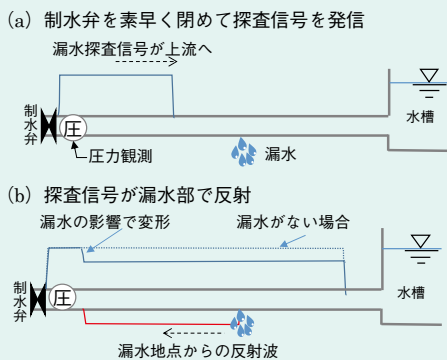 (a) 制水弁を素早く閉めて探査信号を発信
漏水探査信号が上流へ
制水弁
圧
圧力観測
漏水
水槽
(b) 探査信号が漏水部で反射
漏水の影響で変形
漏水がない場合
制水弁
圧
水槽
漏水地点からの反射波